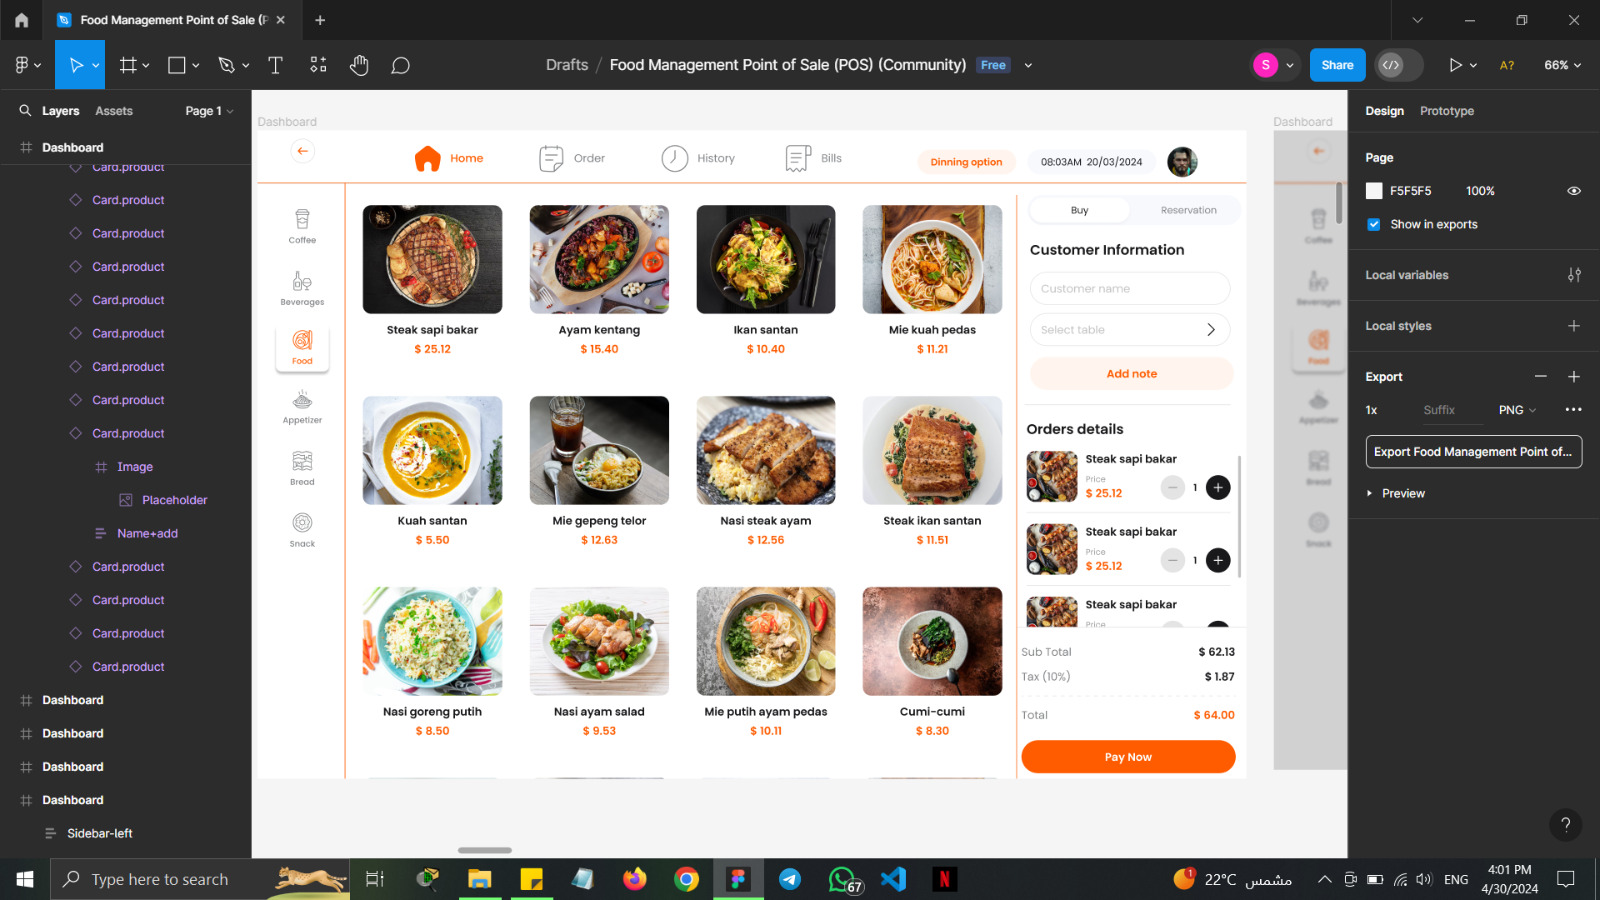 Food Management Point of Sale (P
Drafts / Food Management Point of Sale (POS) (Community) Free
S
Share
A?
66%
Layers Assets Page 1
Dashboard
Card.product
Card.product
Card.product
Card.product
Card.product
Card.product
Card.product
Card.product
Card.product
Image
Placeholder
Name+add
Card.product
Card.product
Card.product
Card.product
Dashboard
Dashboard
Dashboard
Dashboard
Sidebar-left
Dashboard
Home
Order
History
Bills
Dinning option
08:03AM 20/03/2024
Coffee
Beverages
Food
Appetizer
Bread
Snack
Steak sapi bakar
$ 25.12
Ayam kentang
$ 15.40
Ikan santan
$ 10.40
Mie kuah pedas
$ 11.21
Kuah santan
$ 5.50
Mie gepeng telor
$ 12.63
Nasi steak ayam
$ 12.56
Steak ikan santan
$ 11.51
Nasi goreng putih
$ 8.50
Nasi ayam salad
$ 9.53
Mie putih ayam pedas
$ 10.11
Cumi-cumi
$ 8.30
Buy Reservation
Customer Information
Customer name
Select table
Add note
Orders details
Steak sapi bakar
Price
$ 25.12
1
Steak sapi bakar
Price
$ 25.12
1
Steak sapi bakar
Price
Sub Total $ 62.13
Tax (10%) $ 1.87
Total $ 64.00
Pay Now
Dashboard
Coffee
Beverages
Food
Appetizer
Bread
Snack
Design Prototype
Page
F5F5F5 100%
Show in exports
Local variables
Local styles
Export
1x Suffix PNG
Export Food Management Point of...
Preview
?
Type here to search
67
1
22°C مشمس
ENG
4:01 PM
4/30/2024